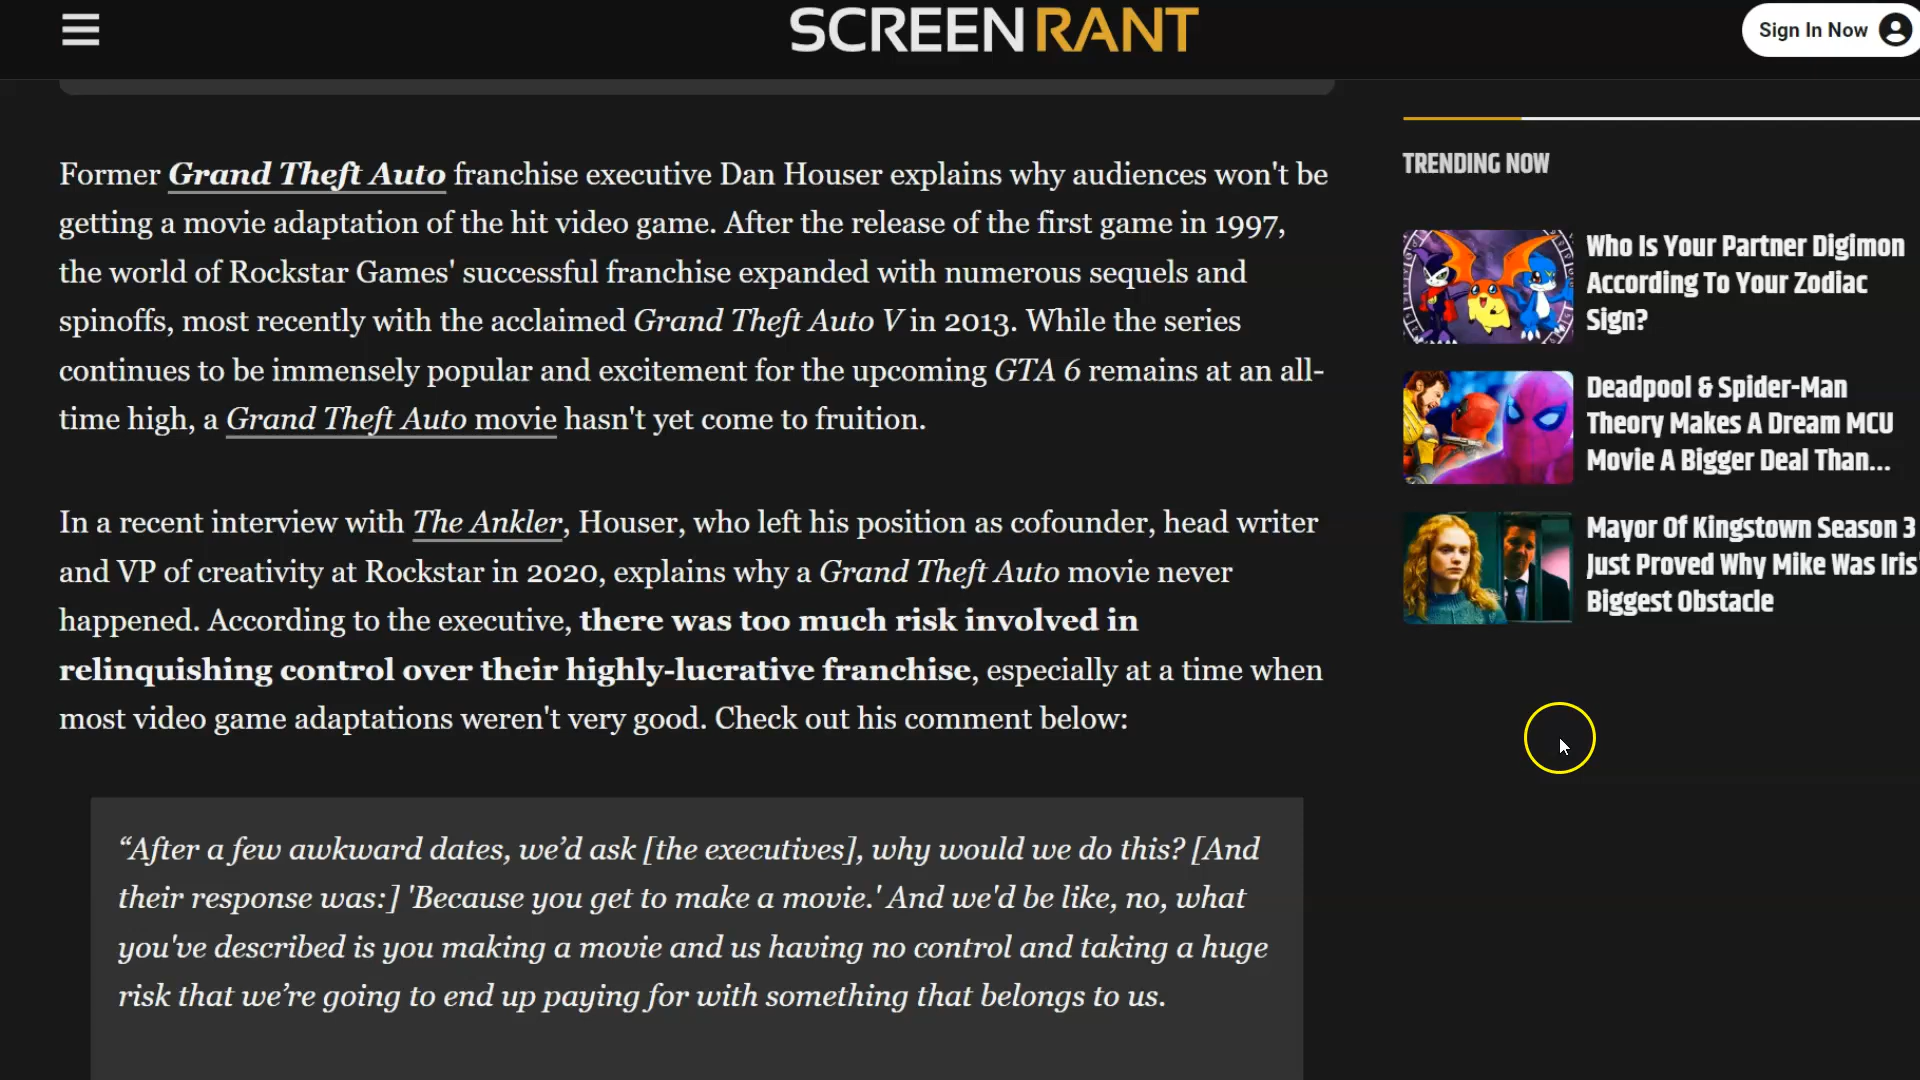 SCREENRANT
Sign In Now
Former Grand Theft Auto franchise executive Dan Houser explains why audiences won't be
getting a movie adaptation of the hit video game. After the release of the first game in 1997,
the world of Rockstar Games' successful franchise expanded with numerous sequels and
spinoffs, most recently with the acclaimed Grand Theft Auto V in 2013. While the series
continues to be immensely popular and excitement for the upcoming GTA 6 remains at an all-
time high, a Grand Theft Auto movie hasn't yet come to fruition.
In a recent interview with The Ankler, Houser, who left his position as cofounder, head writer
and VP of creativity at Rockstar in 2020, explains why a Grand Theft Auto movie never
happened. According to the executive, there was too much risk involved in
relinquishing control over their highly-lucrative franchise, especially at a time when
most video game adaptations weren't very good. Check out his comment below:
“After a few awkward dates, we’d ask [the executives], why would we do this? [And
their response was:] 'Because you get to make a movie.' And we'd be like, no, what
you've described is you making a movie and us having no control and taking a huge
risk that we’re going to end up paying for with something that belongs to us.
TRENDING NOW
Who Is Your Partner Digimon
According To Your Zodiac
Sign?
Deadpool & Spider-Man
Theory Makes A Dream MCU
Movie A Bigger Deal Than...
Mayor Of Kingstown Season 3
Just Proved Why Mike Was Iris'
Biggest Obstacle